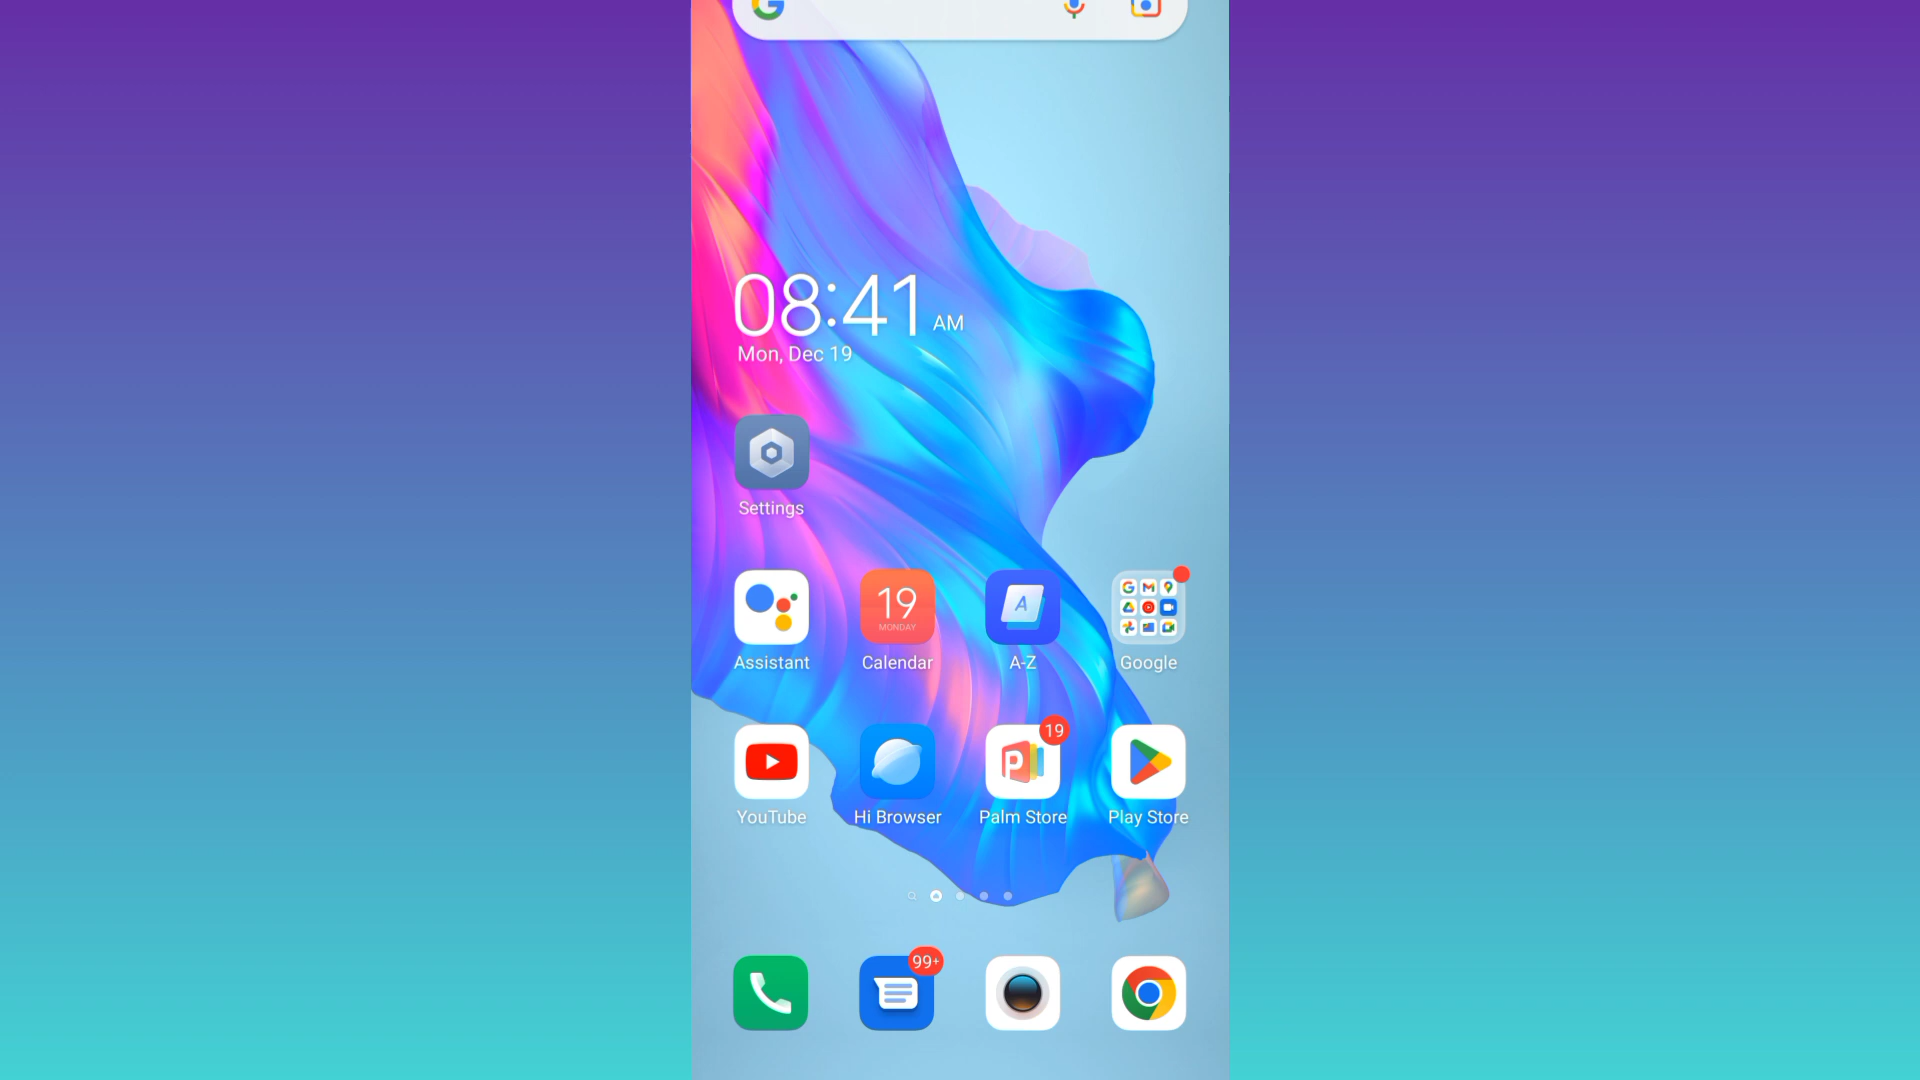 08:41 AM
Mon, Dec 19
Settings
19
MONDAY
A
Assistant
Calendar
A-Z
Google
19
P
YouTube
Hi Browser
Palm Store
Play Store
99+